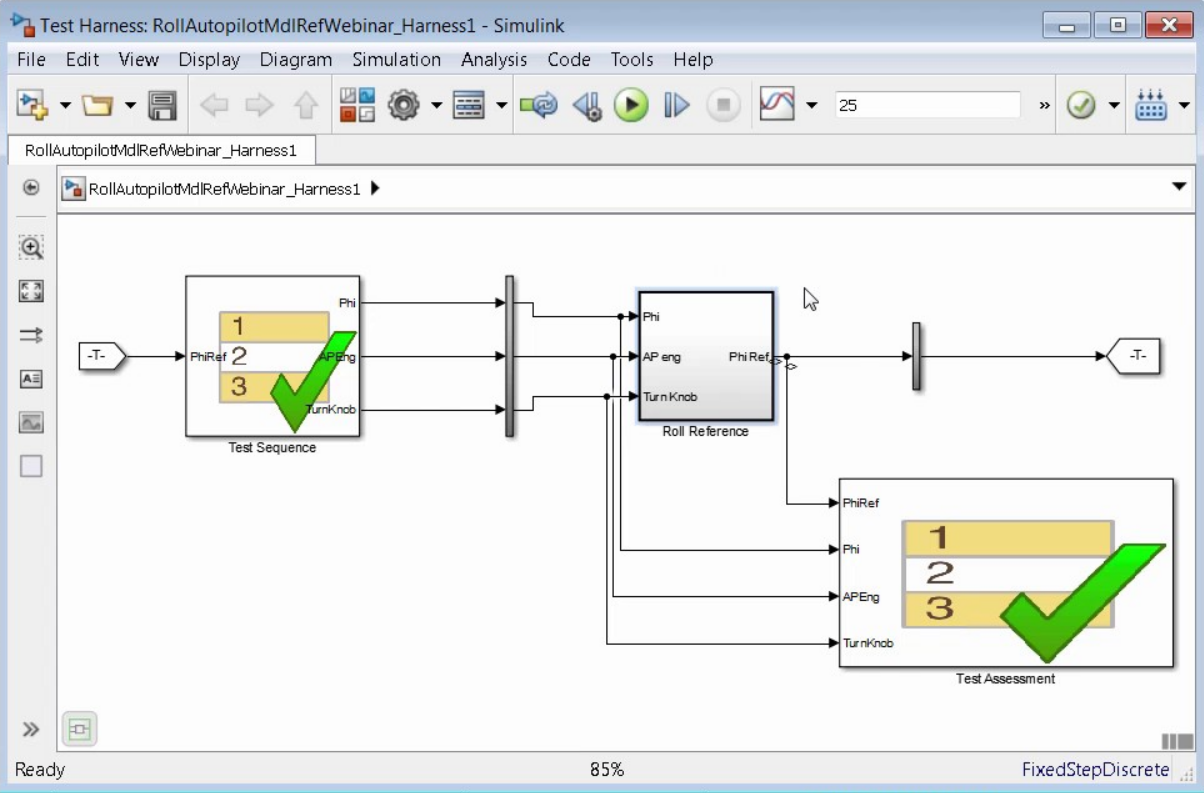 Test Harness: RollAutopilotMdlRefWebinar_Harness1 - Simulink
File Edit View Display Diagram Simulation Analysis Code Tools Help
25
»
RollAutopilotMdlRefWebinar_Harness1
RollAutopilotMdlRefWebinar_Harness1
-T-
PhiRef
1
2
3
Phi
APEng
TurnKnob
Test Sequence
Phi
AP eng
Turn Knob
Phi Ref
Roll Reference
-T-
PhiRef
Phi
APEng
TurnKnob
1
2
3
Test Assessment
Ready
85%
FixedStepDiscrete